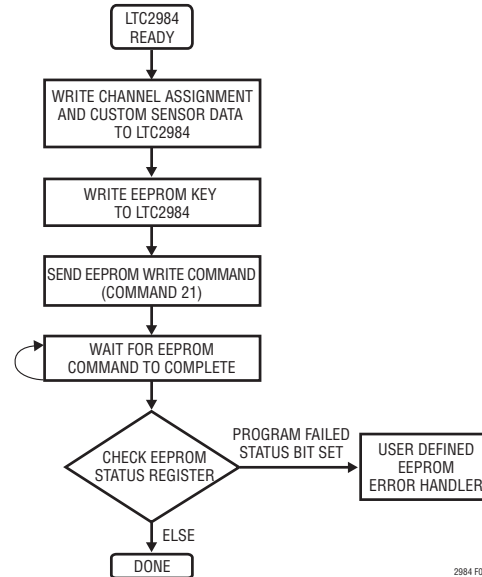 LTC2984
READY
WRITE CHANNEL ASSIGNMENT
AND CUSTOM SENSOR DATA
TO LTC2984
WRITE EEPROM KEY
TO LTC2984
SEND EEPROM WRITE COMMAND
(COMMAND 21)
WAIT FOR EEPROM
COMMAND TO COMPLETE
CHECK EEPROM
STATUS REGISTER
PROGRAM FAILED
STATUS BIT SET
USER DEFINED
EEPROM
ERROR HANDLER
ELSE
DONE
2984 F0